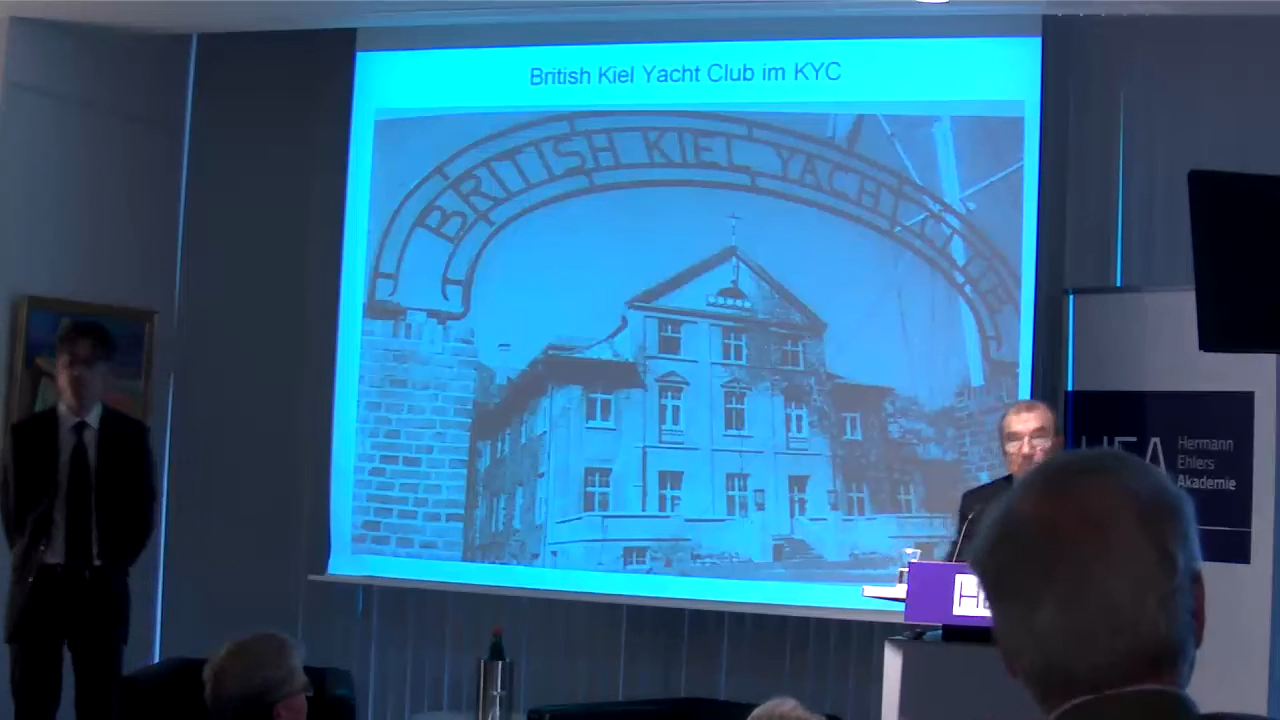 British Kiel Yacht Club im KYC
BRITISH KIEL YACHT CLUB
HEA
Hermann
Ehlers
Akademie